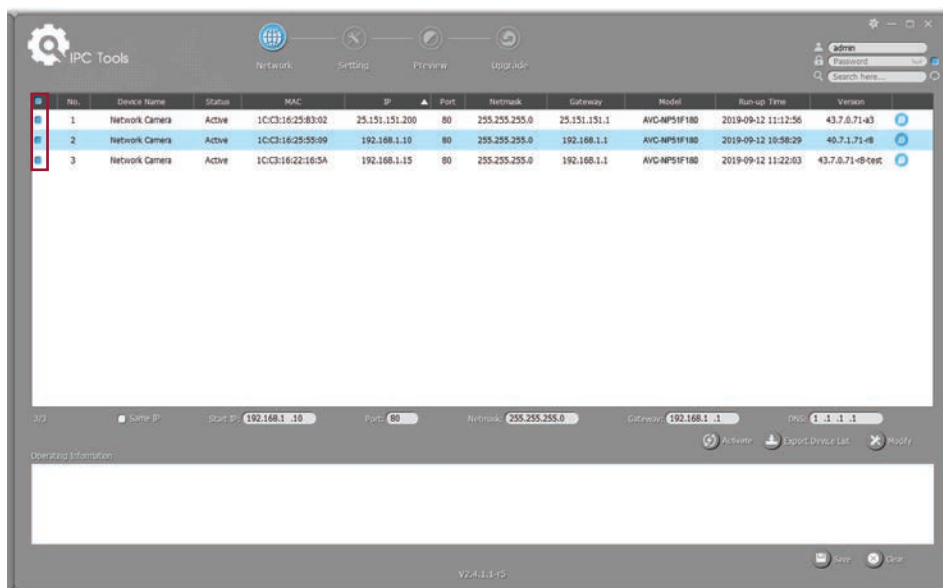 IPC Tools
Network Setting Preview Upgrade
admin
Password
Search here...
No. Device Name Status MAC IP Port Netmask Gateway Model Run-up Time Version
1 Network Camera Active 1C:C3:16:25:83:02 25.151.151.200 80 255.255.255.0 25.151.151.1 AVC-NP51F180 2019-09-12 11:12:56 43.7.0.71-a3
2 Network Camera Active 1C:C3:16:25:55:09 192.168.1.10 80 255.255.255.0 192.168.1.1 AVC-NP51F180 2019-09-12 10:58:29 40.7.1.71-r8
3 Network Camera Active 1C:C3:16:22:16:5A 192.168.1.15 80 255.255.255.0 192.168.1.1 AVC-NP51F180 2019-09-12 11:22:03 43.7.0.71-r8-test
3/3 Same IP Start IP: 192.168.1 .10 Port: 80 Netmask: 255.255.255.0 Gateway: 192.168.1 .1 DNS: 1 .1 .1 .1
Activate Export Device List Modify
Operating Information
Save Clear
V2.4.1.1-r5